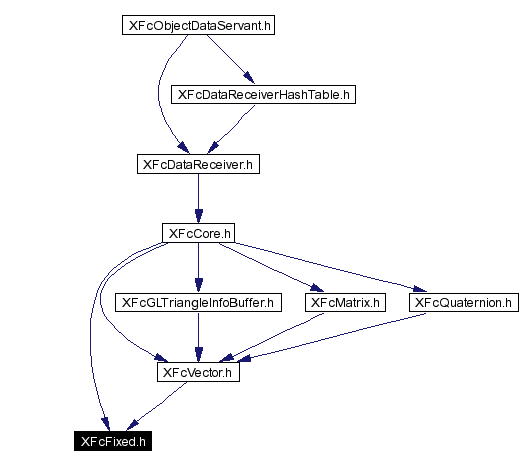 XFcObjectDataServant.h
XFcDataReceiverHashTable.h
XFcDataReceiver.h
XFcCore.h
XFcGLTriangleInfoBuffer.h
XFcMatrix.h
XFcQuaternion.h
XFcVector.h
XFcFixed.h